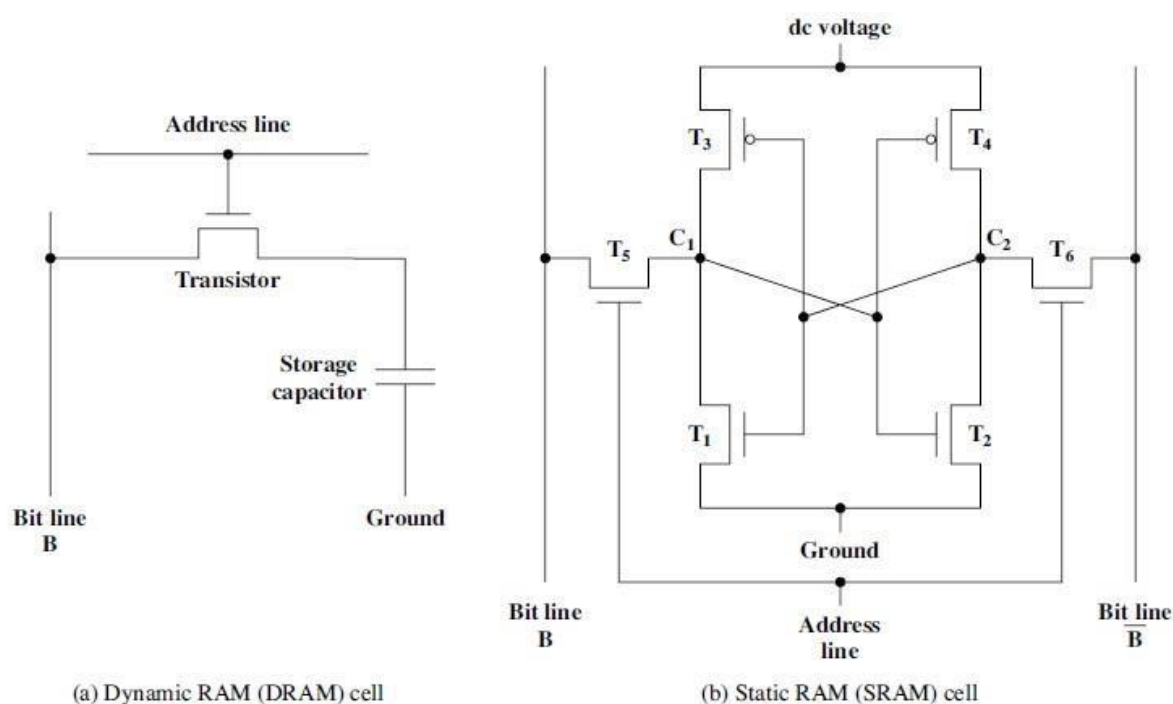 Address line
Transistor
Storage
capacitor
Bit line
B
Ground
(a) Dynamic RAM (DRAM) cell
dc voltage
T₃
T₄
T₅
C₁
C₂
T₆
T₁
T₂
Ground
Bit line
B
Address
line
Bit line
B̅
(b) Static RAM (SRAM) cell